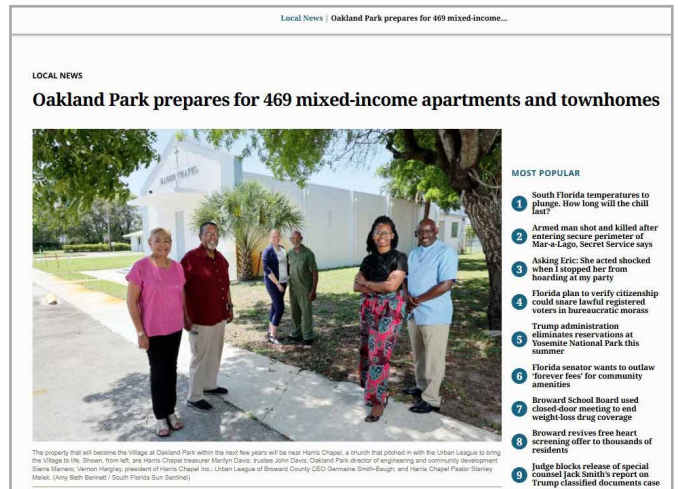 Local News | Oakland Park prepares for 469 mixed-income...
LOCAL NEWS
Oakland Park prepares for 469 mixed-income apartments and townhomes
HARRIS CHAPEL
The property that will become the Village at Oakland Park within the next few years will be near Harris Chapel, a church that pitched in with the Urban League to bring
the Village to life. Shown, from left, are Harris Chapel treasurer Marilyn Davis; trustee John Davis; Oakland Park director of engineering and community development
Sierra Marrero; Vernon Hargray, president of Harris Chapel Inc.; Urban League of Broward County CEO Germaine Smith-Baugh; and Harris Chapel Pastor Stanley
Melek. (Amy Beth Bennett / South Florida Sun Sentinel)
MOST POPULAR
1 South Florida temperatures to
plunge. How long will the chill
last?
2 Armed man shot and killed after
entering secure perimeter of
Mar-a-Lago, Secret Service says
3 Asking Eric: She acted shocked
when I stopped her from
hoarding at my party
4 Florida plan to verify citizenship
could snare lawful registered
voters in bureaucratic morass
5 Trump administration
eliminates reservations at
Yosemite National Park this
summer
6 Florida senator wants to outlaw
‘forever fees’ for community
amenities
7 Broward School Board used
closed-door meeting to end
weight-loss drug coverage
8 Broward revives free heart
screening offer to thousands of
residents
9 Judge blocks release of special
counsel Jack Smith's report on
Trump classified documents case